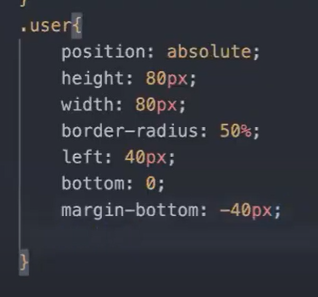 }
.user{
position: absolute;
height: 80px;
width: 80px;
border-radius: 50%;
left: 40px;
bottom: 0;
margin-bottom: -40px;
}